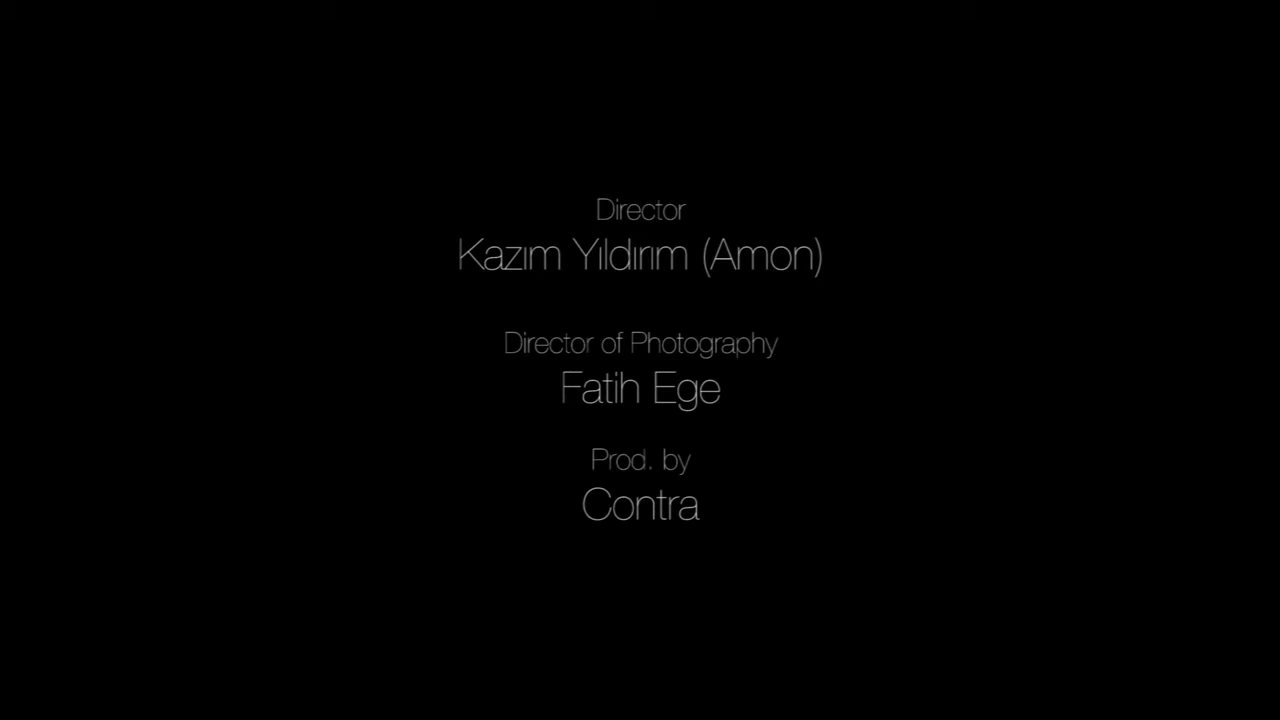 Director
Kazım Yıldırım (Amon)
Director of Photography
Fatih Ege
Prod. by
Contra